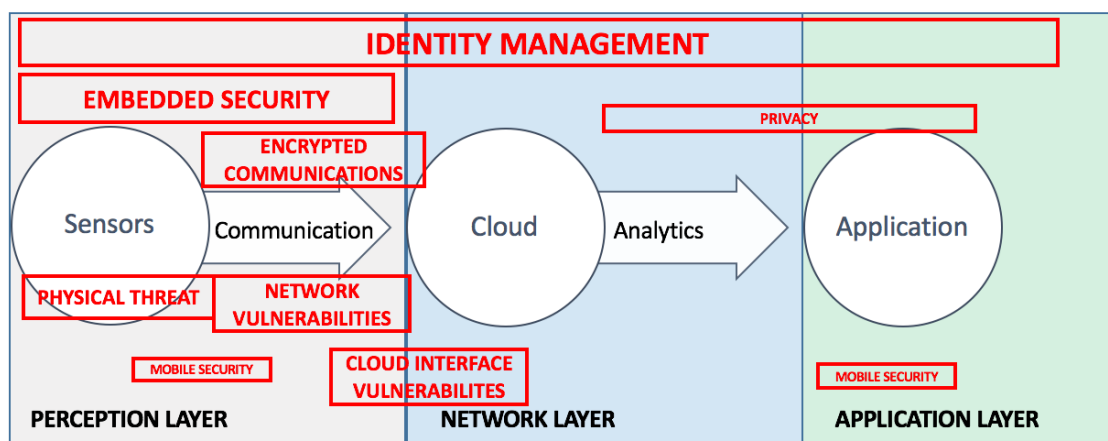 IDENTITY MANAGEMENT
EMBEDDED SECURITY
PRIVACY
ENCRYPTED
COMMUNICATIONS
Sensors
Communication
Cloud
Analytics
Application
PHYSICAL THREAT
NETWORK
VULNERABILITIES
MOBILE SECURITY
CLOUD INTERFACE
VULNERABILITES
MOBILE SECURITY
PERCEPTION LAYER
NETWORK LAYER
APPLICATION LAYER